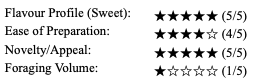 Flavour Profile (Sweet): ★★★★★ (5/5)
Ease of Preparation: ★★★★☆ (4/5)
Novelty/Appeal: ★★★★★ (5/5)
Foraging Volume: ★☆☆☆☆ (1/5)